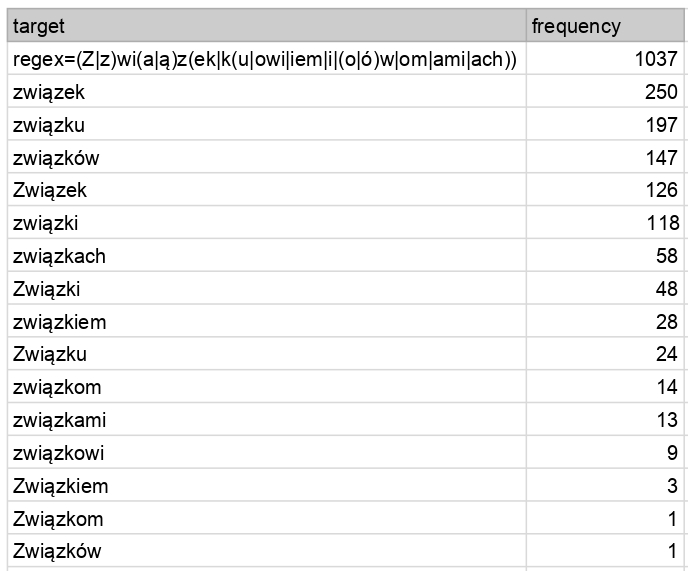 target frequency
regex=(Z|z)wi(a|ą)z(ek|k(u|owi|iem|i|(o|ó)w|om|ami|ach)) 1037
związek 250
związku 197
związków 147
Związek 126
związki 118
związkach 58
Związki 48
związkiem 28
Związku 24
związkom 14
związkami 13
związkowi 9
Związkiem 3
Związkom 1
Związków 1